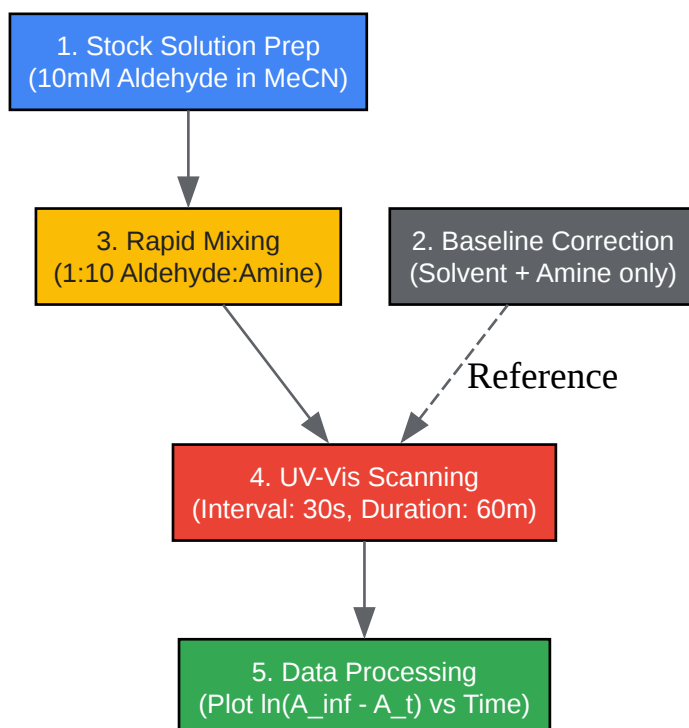 1. Stock Solution Prep
(10mM Aldehyde in MeCN)
3. Rapid Mixing
(1:10 Aldehyde:Amine)
2. Baseline Correction
(Solvent + Amine only)
Reference
4. UV-Vis Scanning
(Interval: 30s, Duration: 60m)
5. Data Processing
(Plot ln(A_inf - A_t) vs Time)